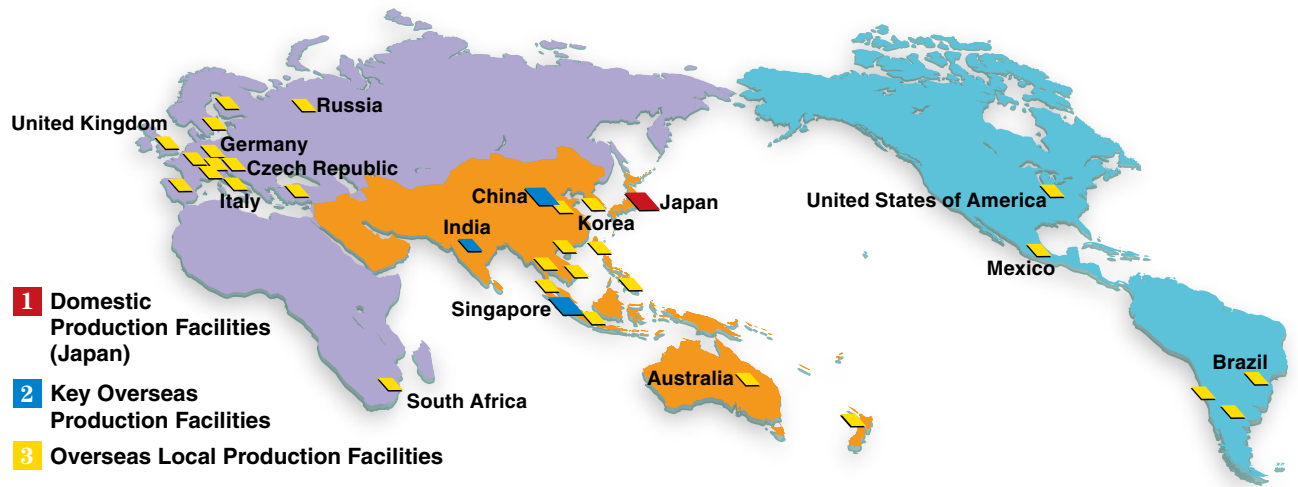 Russia
United Kingdom
Germany
Czech Republic
Italy
China
Japan
Korea
India
United States of America
Mexico
Singapore
Brazil
Australia
South Africa
1 Domestic
Production Facilities
(Japan)
2 Key Overseas
Production Facilities
3 Overseas Local Production Facilities